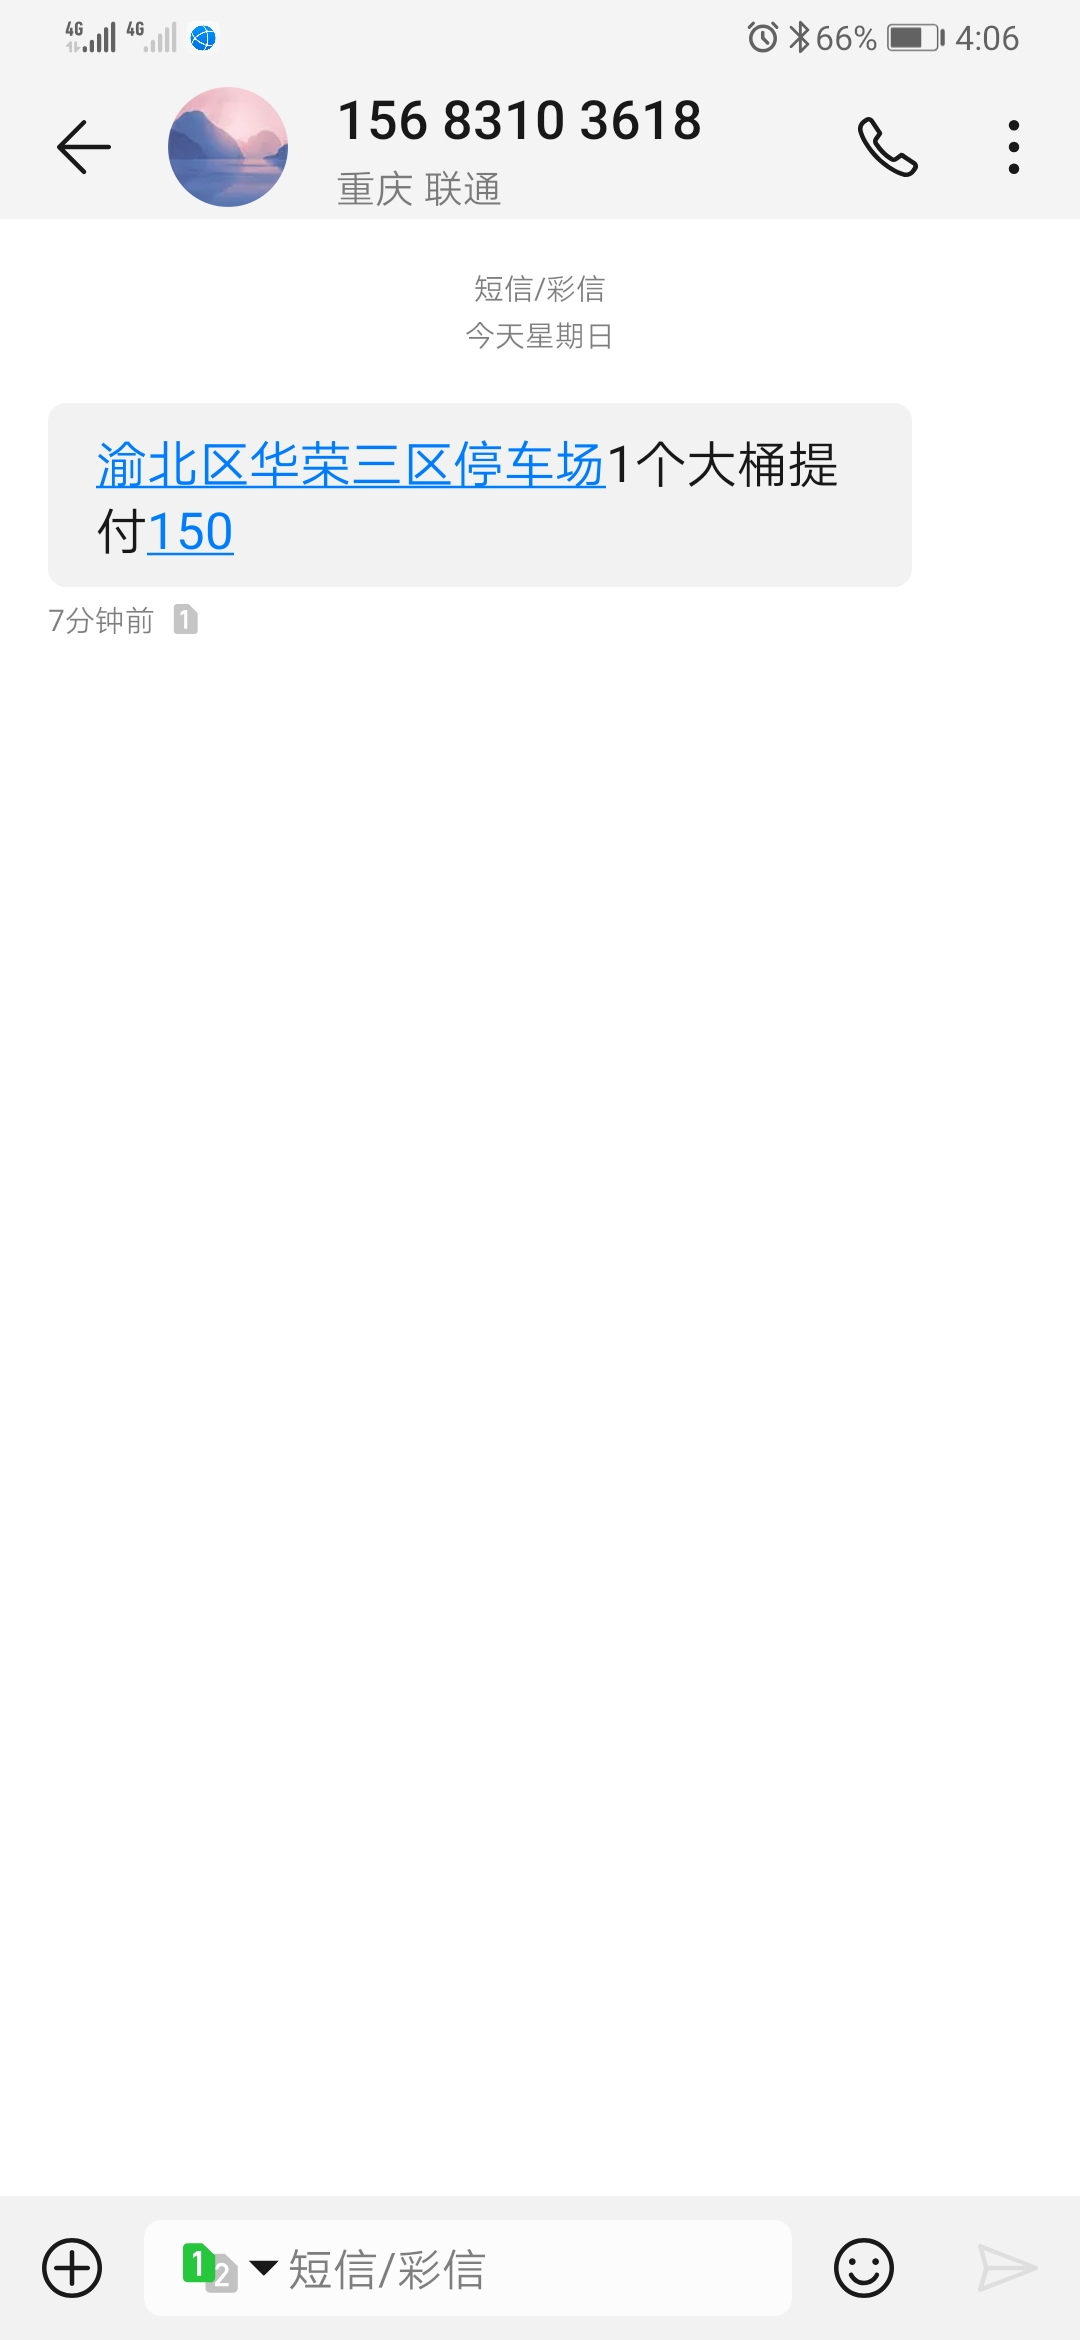 4G 4G 66% 4:06
156 8310 3618
重庆 联通
短信/彩信
今天星期日
渝北区华荣三区停车场1个大桶提
付150
7分钟前 1
1 2 短信/彩信